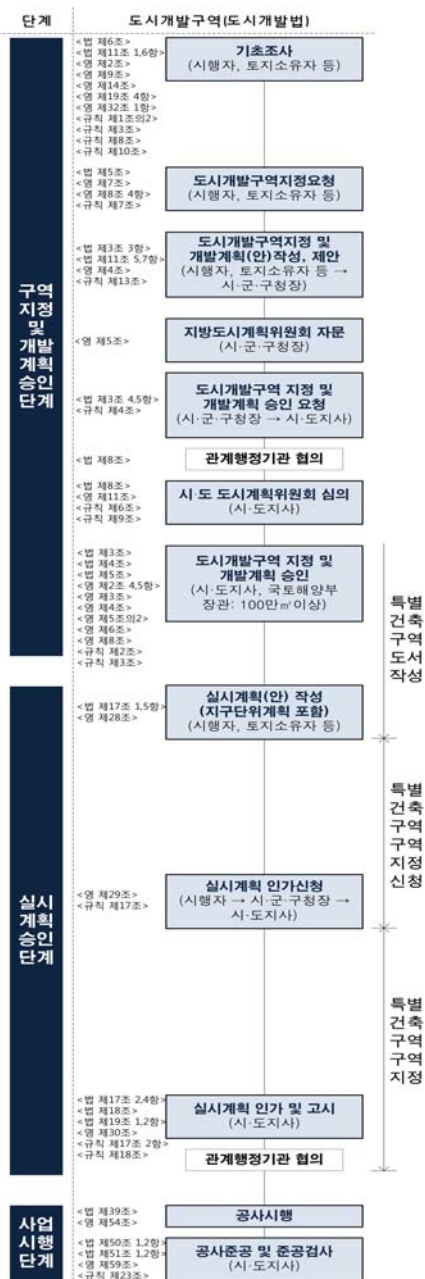 단계
도시개발구역(도시개발법)
구역
지정
및
개발
계획
승인
단계
<법 제6조>
<법 제11조 1,6항>
<영 제2조>
<영 제9조>
<영 제14조>
<영 제19조 4항>
<영 제32조 1항>
<규칙 제1조의2>
<규칙 제3조>
<규칙 제8조>
<규칙 제10조>
기초조사
(시행자, 토지소유자 등)
<법 제5조>
<영 제7조>
<영 제8조 4항>
<규칙 제7조>
도시개발구역지정요청
(시행자, 토지소유자 등)
<법 제3조 3항>
<법 제11조 5,7항>
<영 제4조>
<규칙 제13조>
도시개발구역지정 및
개발계획(안)작성, 제안
(시행자, 토지소유자 등 →
시·군·구청장)
<영 제5조>
지방도시계획위원회 자문
(시·군·구청장)
<법 제3조 4,5항>
<규칙 제4조>
도시개발구역 지정 및
개발계획 승인 요청
(시·군·구청장 → 시·도지사)
<법 제8조>
관계행정기관 협의
<법 제8조>
<영 제11조>
<규칙 제6조>
<규칙 제9조>
시·도 도시계획위원회 심의
(시·도지사)
<법 제3조>
<법 제4조>
<법 제5조>
<영 제2조 4,5항>
<영 제3조>
<영 제4조>
<영 제5조의2>
<영 제6조>
<영 제8조>
<규칙 제2조>
<규칙 제3조>
도시개발구역 지정 및
개발계획 승인
(시·도지사, 국토해양부
장관: 100만㎡이상)
특별
건축
구역
도서
작성
실시
계획
승인
단계
<법 제17조 1,5항>
<영 제28조>
실시계획(안) 작성
(지구단위계획 포함)
(시행자, 토지소유자 등)
특별
건축
구역
구역
지정
신청
<영 제29조>
<규칙 제17조>
실시계획 인가신청
(시행자 → 시·군·구청장 →
시·도지사)
특별
건축
구역
구역
지정
<법 제17조 2,4항>
<법 제18조>
<법 제19조 1,2항>
<영 제30조>
<규칙 제17조 2항>
<규칙 제18조>
실시계획 인가 및 고시
(시·도지사)
관계행정기관 협의
사업
시행
단계
<법 제39조>
<영 제54조>
공사시행
<법 제50조 1,2항>
<법 제51조 1,2항>
<영 제59조>
<규칙 제23조>
공사준공 및 준공검사
(시·도지사)